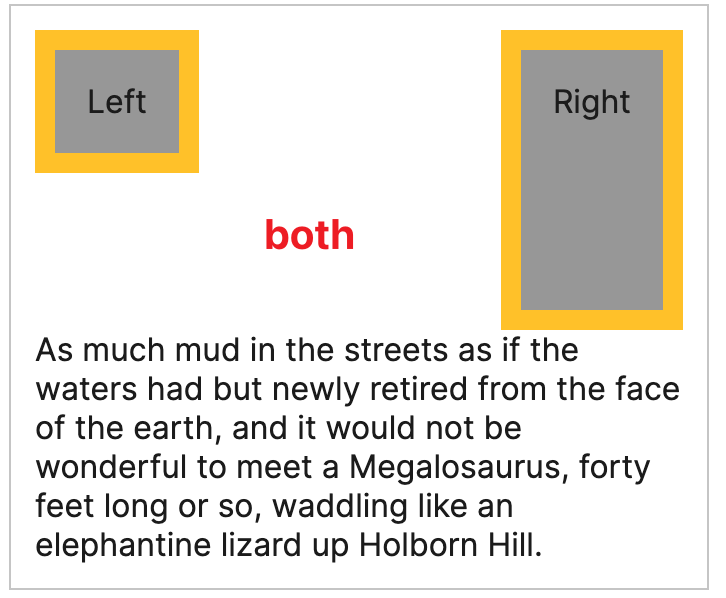 Left
Right
both
As much mud in the streets as if the
waters had but newly retired from the face
of the earth, and it would not be
wonderful to meet a Megalosaurus, forty
feet long or so, waddling like an
elephantine lizard up Holborn Hill.